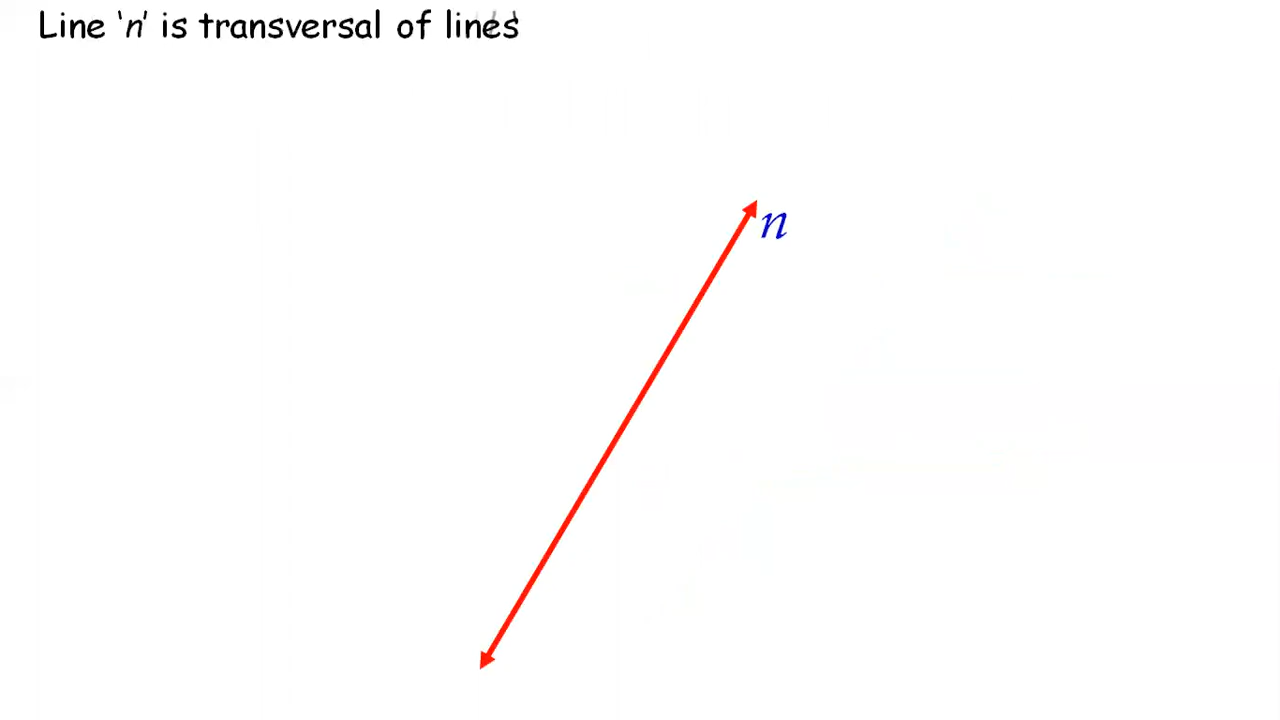 Line ‘n’ is transversal of lines
n